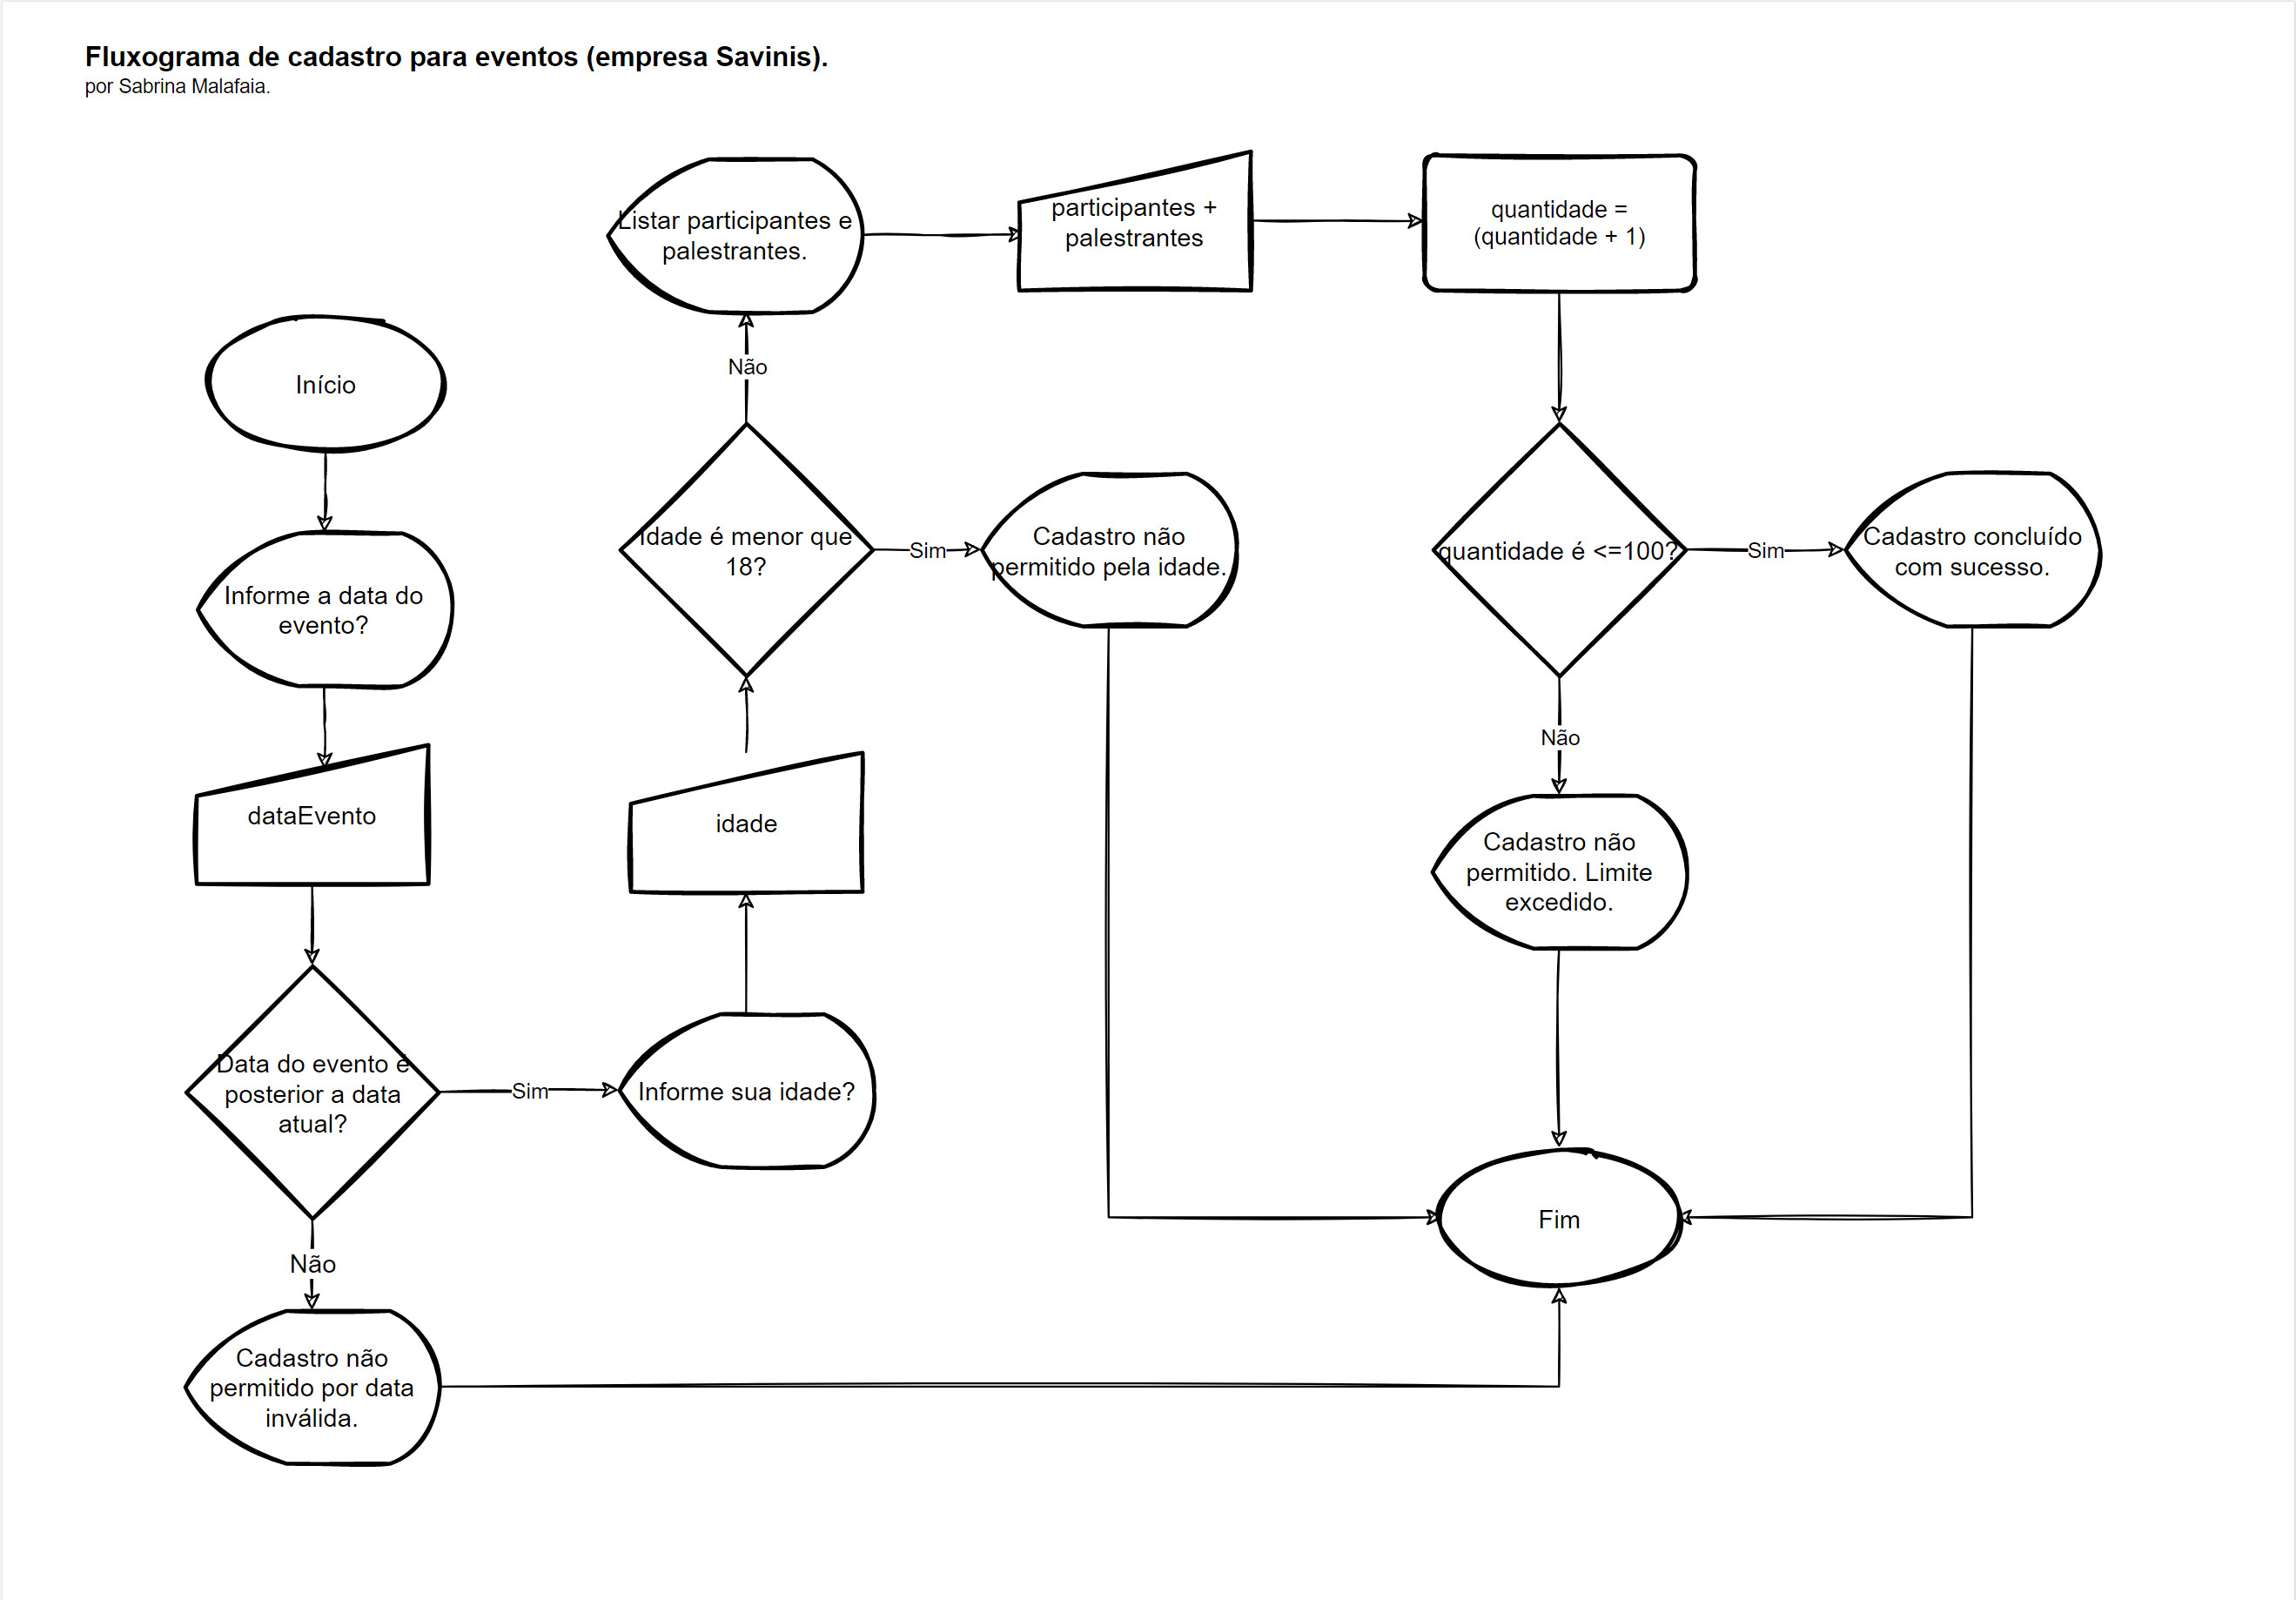 Fluxograma de cadastro para eventos (empresa Savinis).
por Sabrina Malafaia.
Início
Informe a data do
evento?
dataEvento
Data do evento é
posterior a data
atual?
Não
Cadastro não
permitido por data
inválida.
Sim
Informe sua idade?
idade
Idade é menor que
18?
Sim
Cadastro não
permitido pela idade.
Não
Listar participantes e
palestrantes.
participantes +
palestrantes
quantidade =
(quantidade + 1)
quantidade é <=100?
Sim
Cadastro concluído
com sucesso.
Não
Cadastro não
permitido. Limite
excedido.
Fim